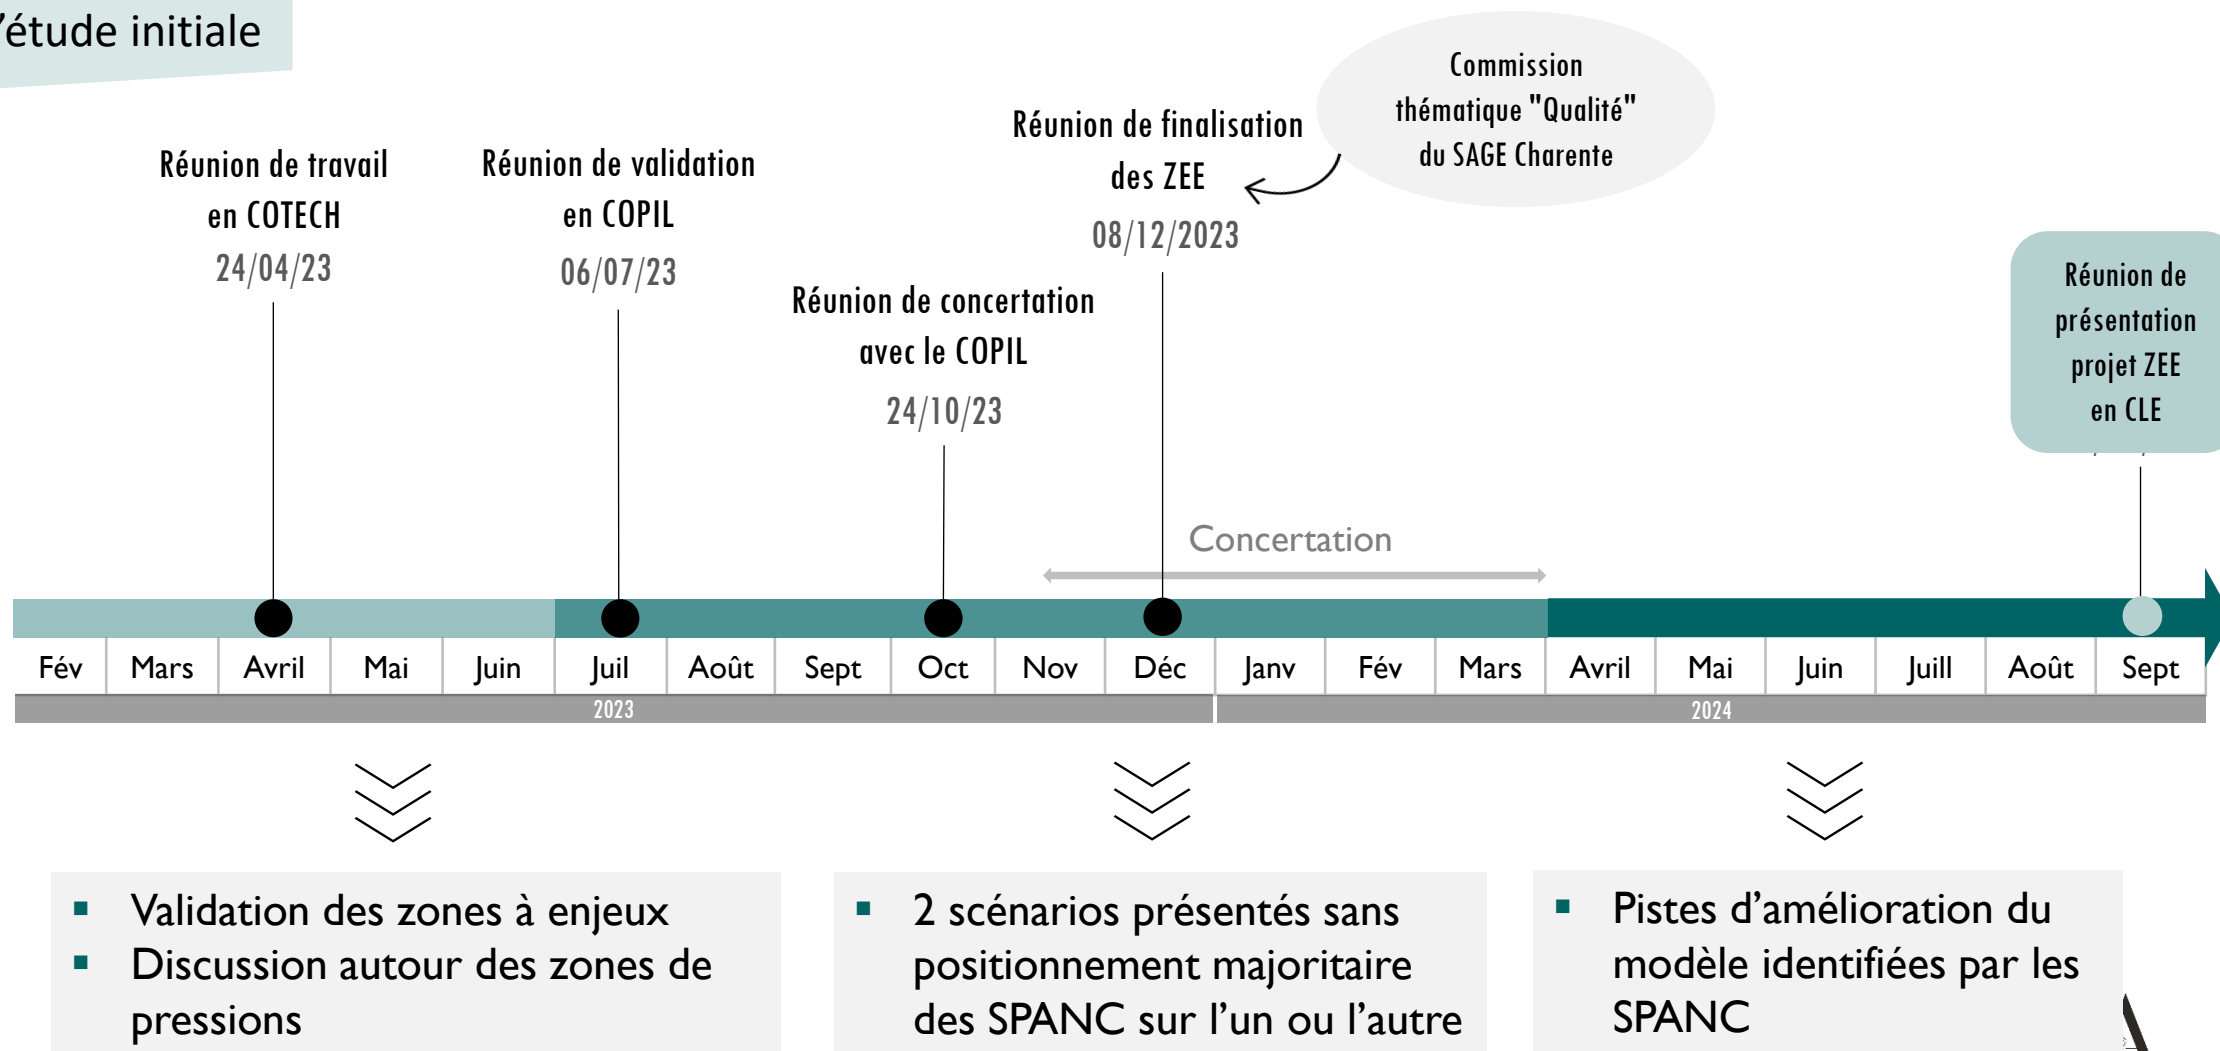 'étude initiale
Commission
thématique "Qualité"
du SAGE Charente
Réunion de finalisation
des ZEE
08/12/2023
Réunion de travail
en COTECH
24/04/23
Réunion de validation
en COPIL
06/07/23
Réunion de concertation
avec le COPIL
24/10/23
Réunion de
présentation
projet ZEE
en CLE
Concertation
Fév Mars Avril Mai Juin Juil Août Sept Oct Nov Déc Janv Fév Mars Avril Mai Juin Juill Août Sept
2023 2024
▪ Validation des zones à enjeux
▪ Discussion autour des zones de
pressions
▪ 2 scénarios présentés sans
positionnement majoritaire
des SPANC sur l’un ou l’autre
▪ Pistes d’amélioration du
modèle identifiées par les
SPANC